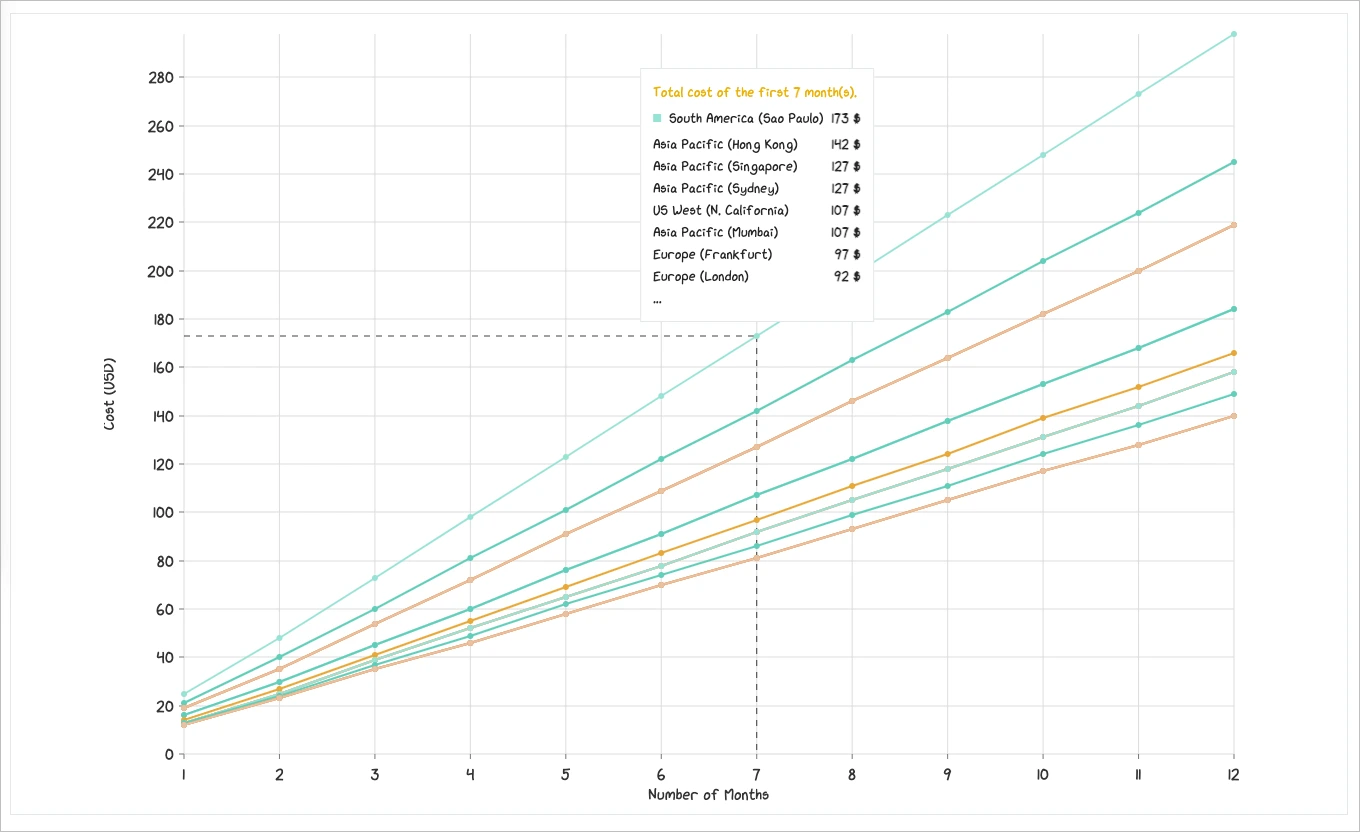 280
260
240
220
200
180
160
140
120
100
80
60
40
20
0
Cost (USD)
Total cost of the first 7 month(s).
South America (Sao Paulo) 173 $
Asia Pacific (Hong Kong) 142 $
Asia Pacific (Singapore) 127 $
Asia Pacific (Sydney) 127 $
US West (N. California) 107 $
Asia Pacific (Mumbai) 107 $
Europe (Frankfurt) 97 $
Europe (London) 92 $
...
1 2 3 4 5 6 7 8 9 10 11 12
Number of Months